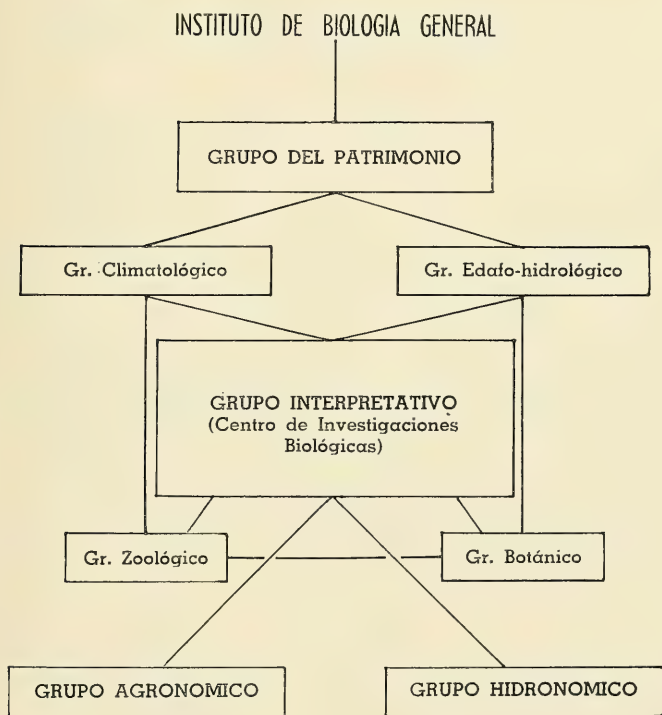 INSTITUTO DE BIOLOGIA GENERAL
GRUPO DEL PATRIMONIO
Gr. Climatológico
Gr. Edafo-hidrológico
GRUPO INTERPRETATIVO
(Centro de Investigaciones
Biológicas)
Gr. Zoológico
Gr. Botánico
GRUPO AGRONOMICO
GRUPO HIDRONOMICO